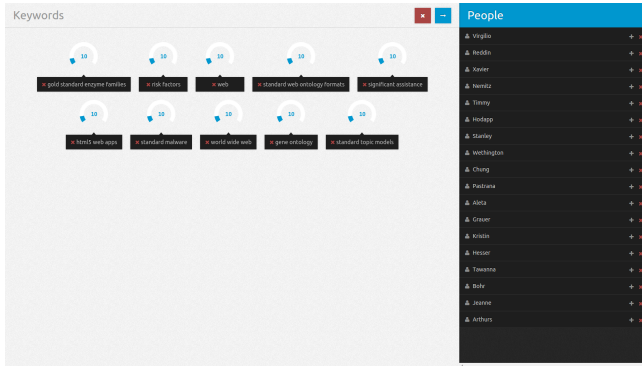 Keywords
10 10 10 10 10
× gold standard enzyme families × risk factors × web × standard web ontology formats × significant assistance
10 10 10 10 10
× html5 web apps × standard malware × world wide web × gene ontology × standard topic models
People
Virgilio
Reddin
Xavier
Nemitz
Timmy
Hodapp
Stanley
Wethington
Chung
Pastrana
Aleta
Grauer
Kristin
Hesser
Tawanna
Bohr
Jeanne
Arthurs